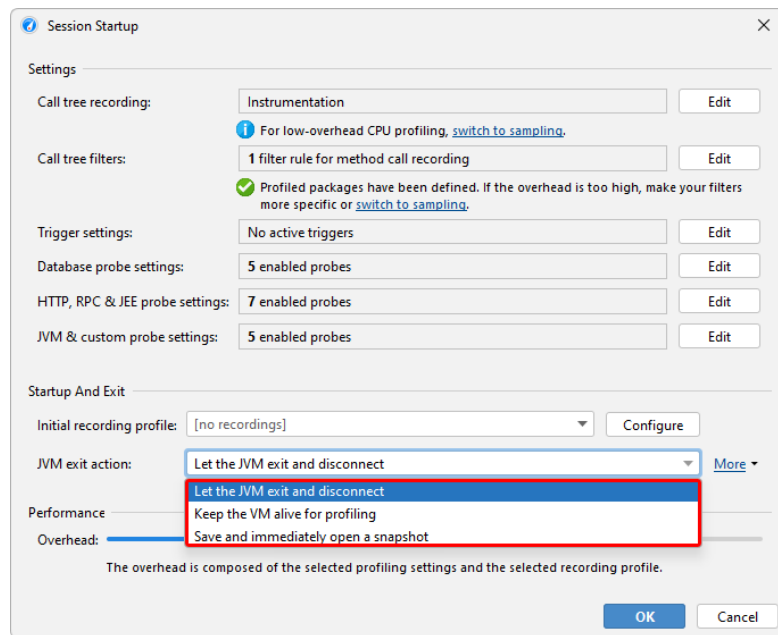 Session Startup
Settings
Call tree recording: Instrumentation Edit
For low-overhead CPU profiling, switch to sampling.
Call tree filters: 1 filter rule for method call recording Edit
Profiled packages have been defined. If the overhead is too high, make your filters
more specific or switch to sampling.
Trigger settings: No active triggers Edit
Database probe settings: 5 enabled probes Edit
HTTP, RPC & JEE probe settings: 7 enabled probes Edit
JVM & custom probe settings: 5 enabled probes Edit
Startup And Exit
Initial recording profile: [no recordings] Configure
JVM exit action: Let the JVM exit and disconnect More
Let the JVM exit and disconnect
Performance Keep the VM alive for profiling
Overhead: Save and immediately open a snapshot
The overhead is composed of the selected profiling settings and the selected recording profile.
OK Cancel